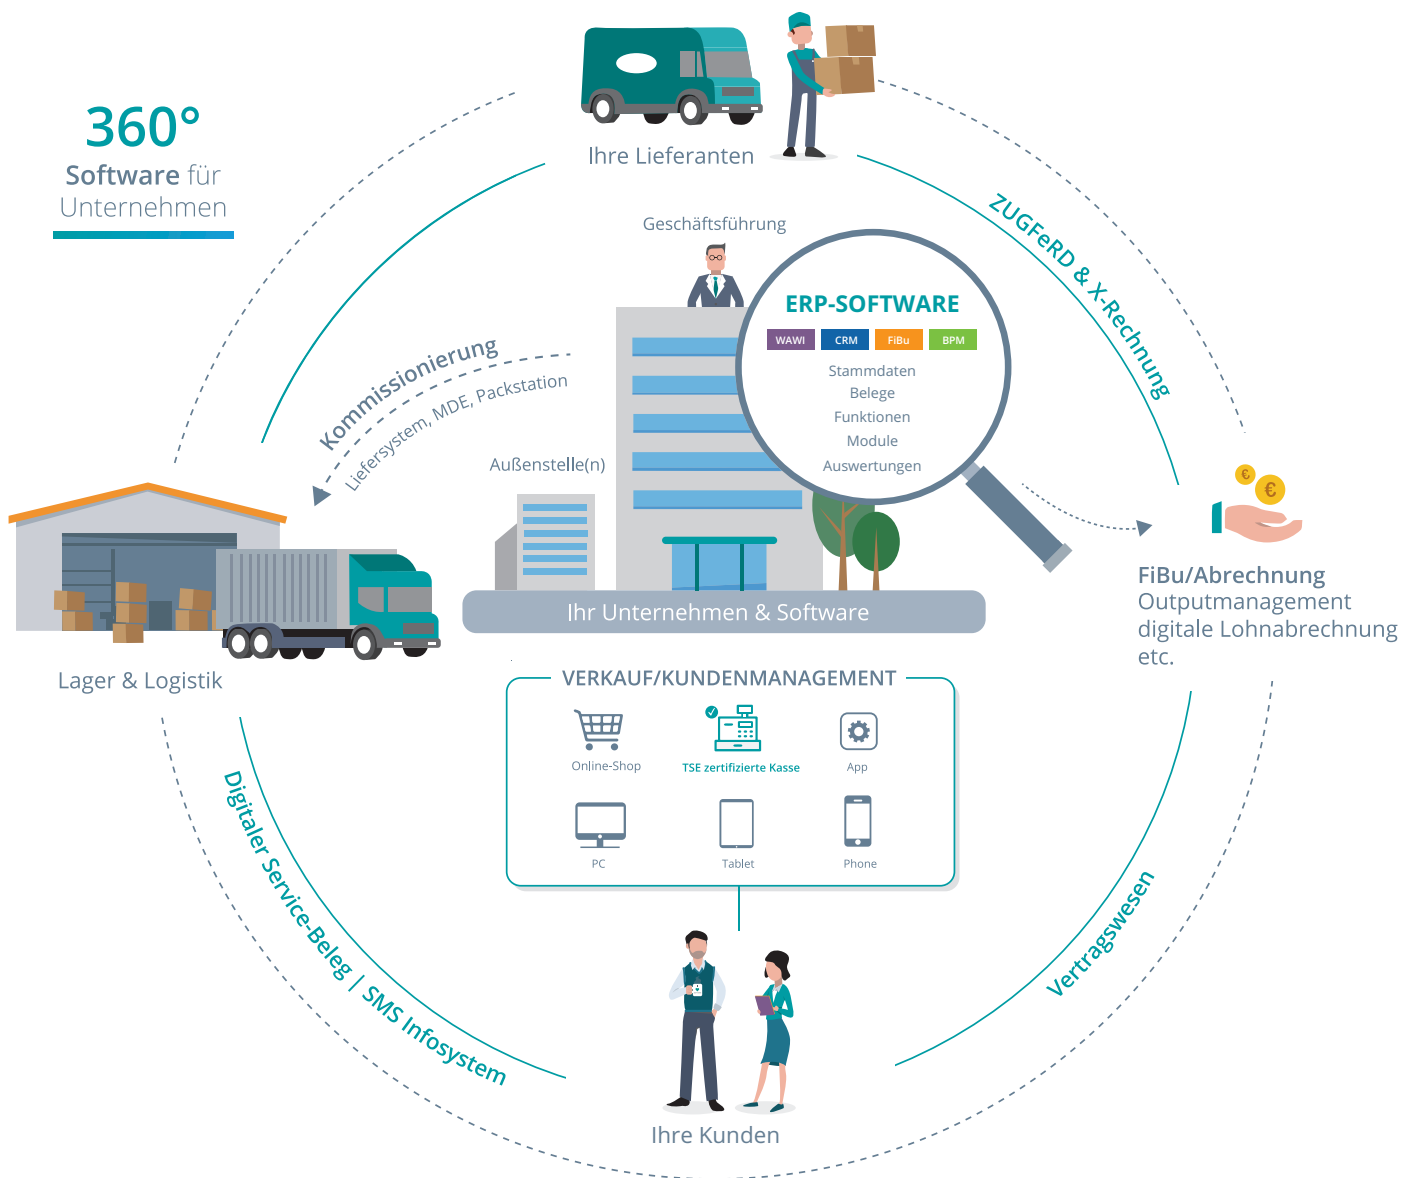 360°
Software für
Unternehmen
Ihre Lieferanten
ZUGFeRD & X-Rechnung
Geschäftsführung
ERP-SOFTWARE
WAWI CRM FiBu BPM
Stammdaten
Belege
Funktionen
Module
Auswertungen
Kommissionierung
Liefersystem, MDE, Packstation
Außenstelle(n)
Ihr Unternehmen & Software
€ €
FiBu/Abrechnung
Outputmanagement
digitale Lohnabrechnung
etc.
Lager & Logistik
VERKAUF/KUNDENMANAGEMENT
Online-Shop
TSE zertifizierte Kasse
App
PC
Tablet
Phone
Digitaler Service-Beleg | SMS Infosystem
Vertragswesen
Ihre Kunden